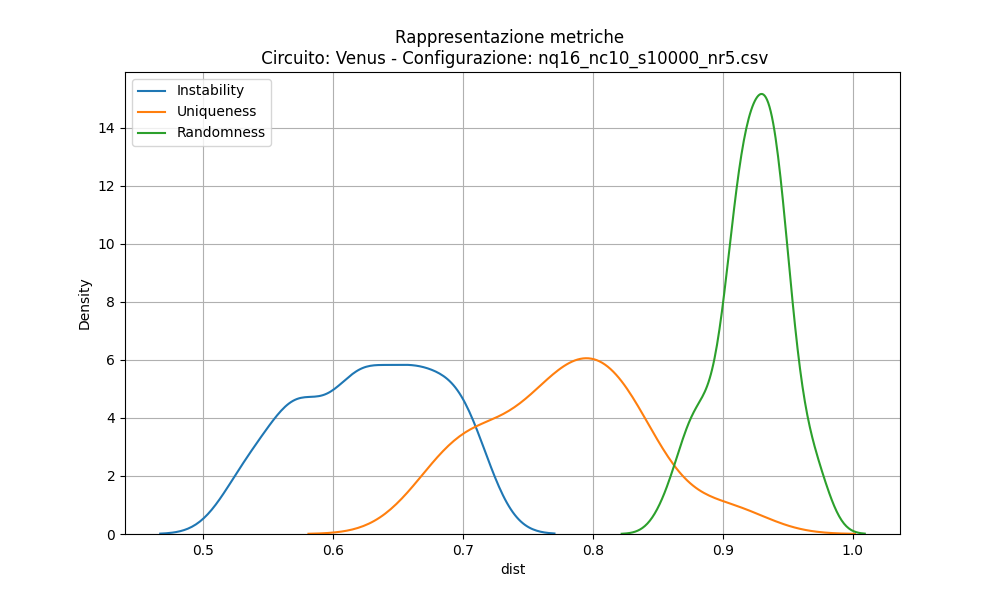 Rappresentazione metriche
Circuito: Venus - Configurazione: nq16_nc10_s10000_nr5.csv
Instability
Uniqueness
Randomness
Density
14
12
10
8
6
4
2
0
0.5 0.6 0.7 0.8 0.9 1.0
dist